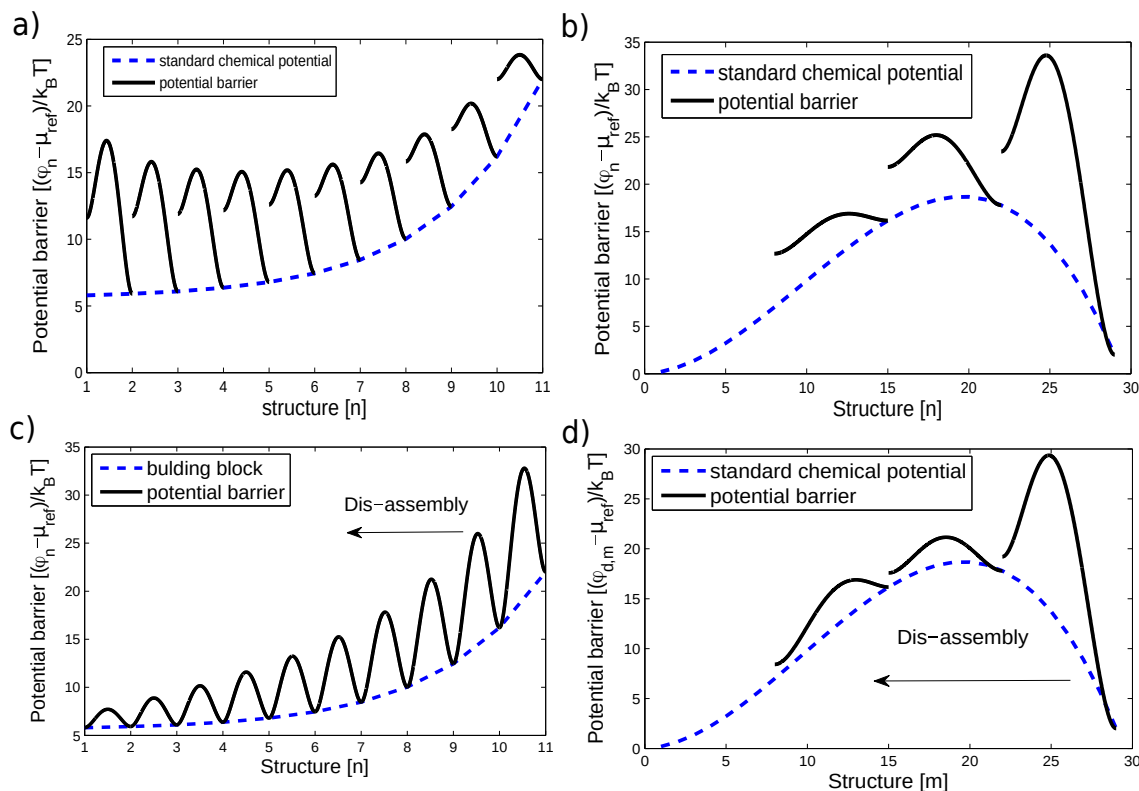 a)
25
20
15
10
5
0
Potential barrier [(φn−μref)/kBT]
standard chemical potential
potential barrier
1 2 3 4 5 6 7 8 9 10 11
structure [n]
b)
35
30
25
20
15
10
5
0
Potential barrier [(φn−μref)/kBT]
standard chemical potential
potential barrier
0 5 10 15 20 25 30
Structure [n]
c)
35
30
25
20
15
10
5
Potential barrier [(φn−μref)/kBT]
bulding block
potential barrier
Dis−assembly
1 2 3 4 5 6 7 8 9 10 11
Structure [n]
d)
30
25
20
15
10
5
0
Potential barrier [(φd,m−μref)/kBT]
standard chemical potential
potential barrier
Dis−assembly
0 5 10 15 20 25 30
Structure [m]